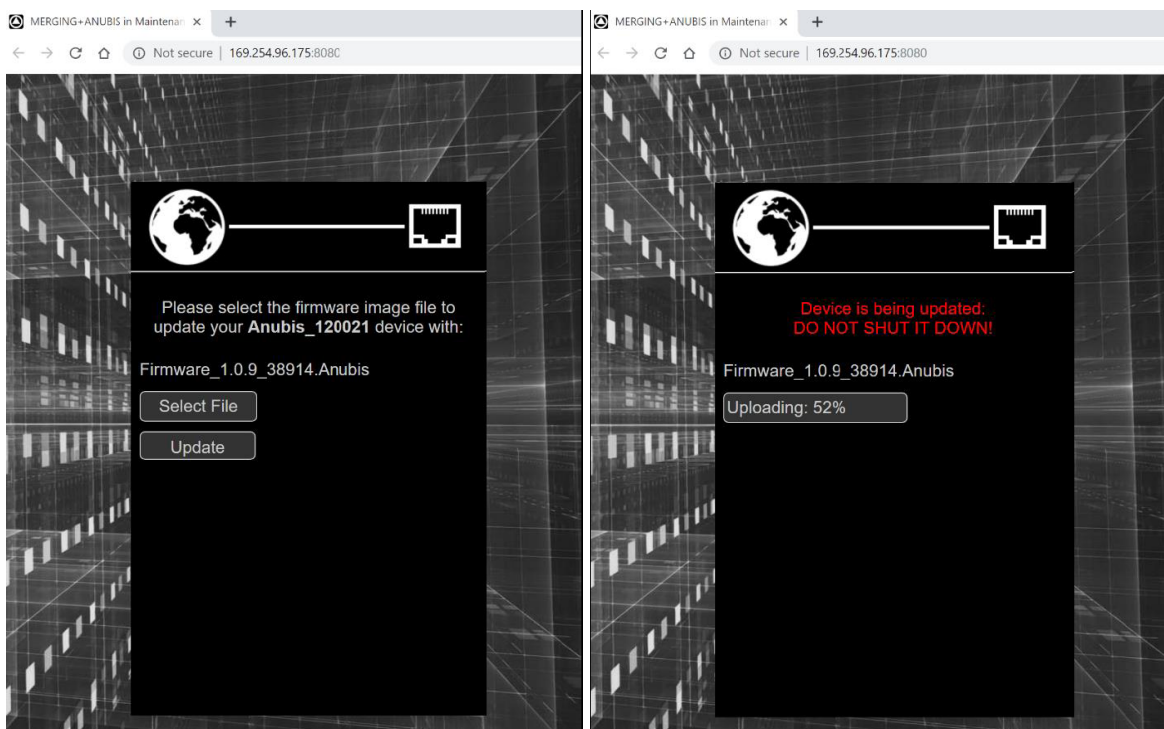 MERGING+ANUBIS in Maintenan
Not secure | 169.254.96.175:8080
Please select the firmware image file to
update your Anubis_120021 device with:
Firmware_1.0.9_38914.Anubis
Select File
Update
MERGING+ANUBIS in Maintenan
Not secure | 169.254.96.175:8080
Device is being updated:
DO NOT SHUT IT DOWN!
Firmware_1.0.9_38914.Anubis
Uploading: 52%